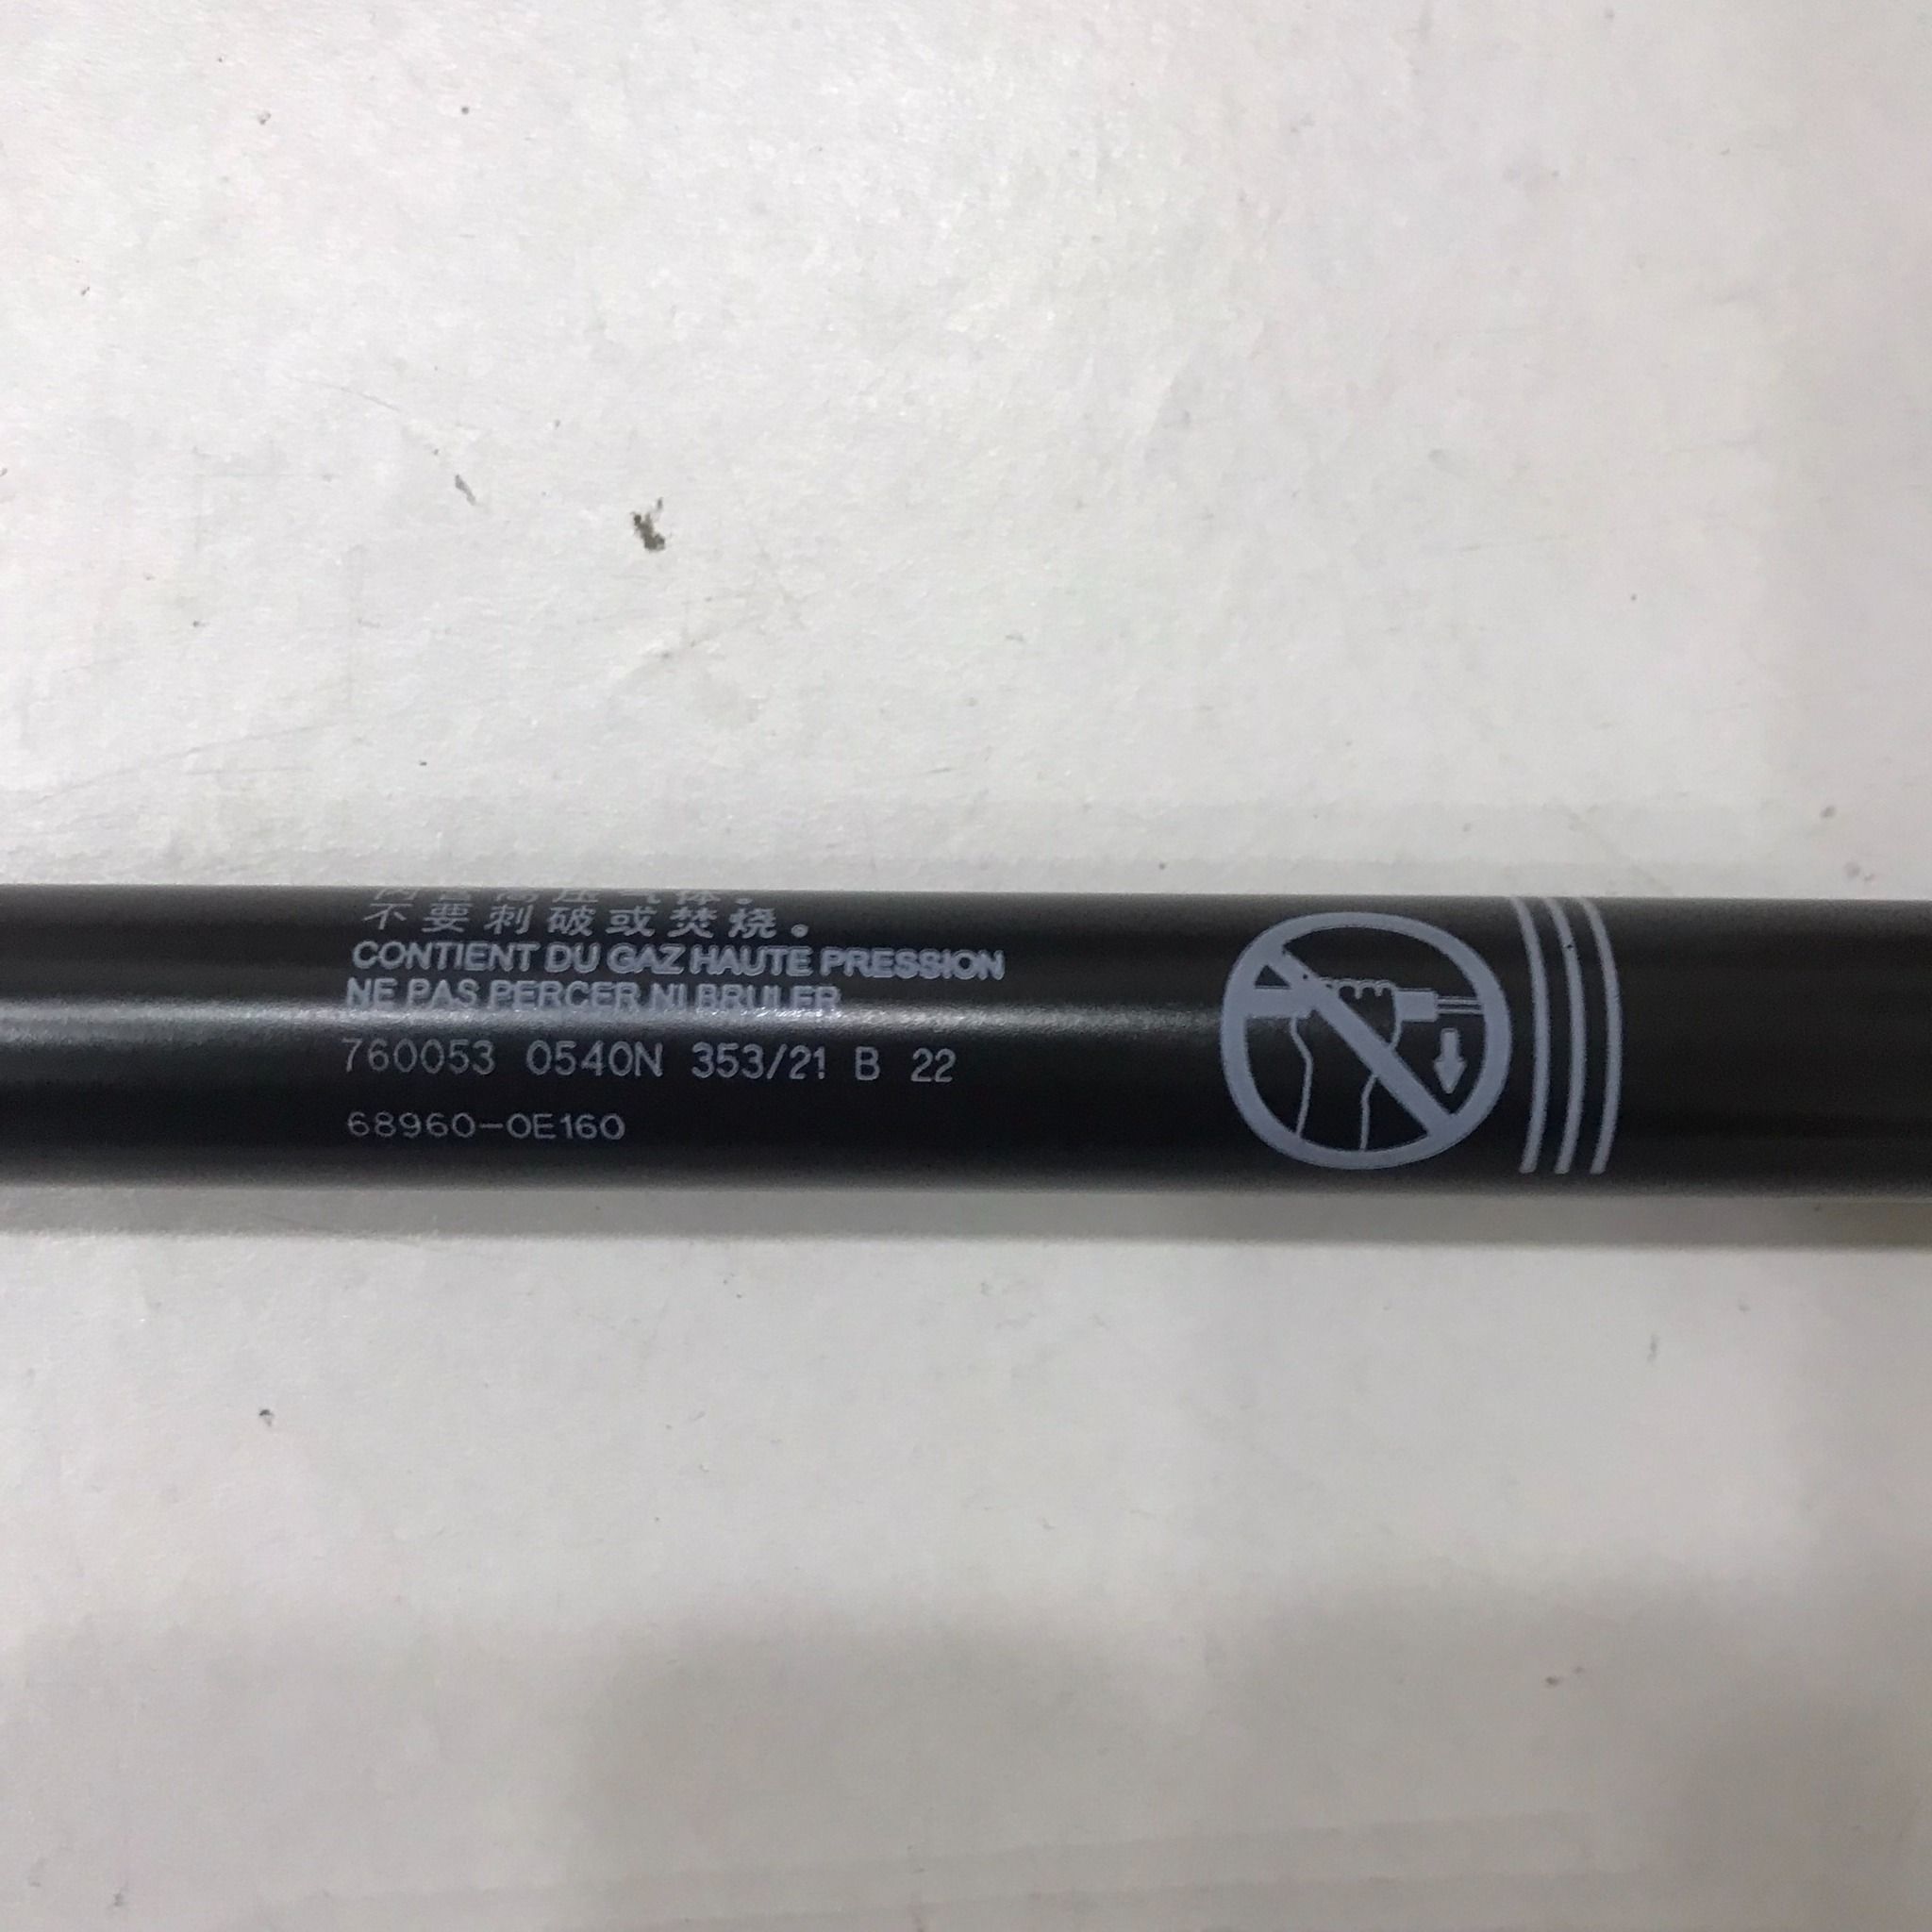 不要刺破或焚烧。
CONTIENT DU GAZ HAUTE PRESSION
NE PAS PERCER NI BRULER
760053 0540N 353/21 B 22
68960-0E160